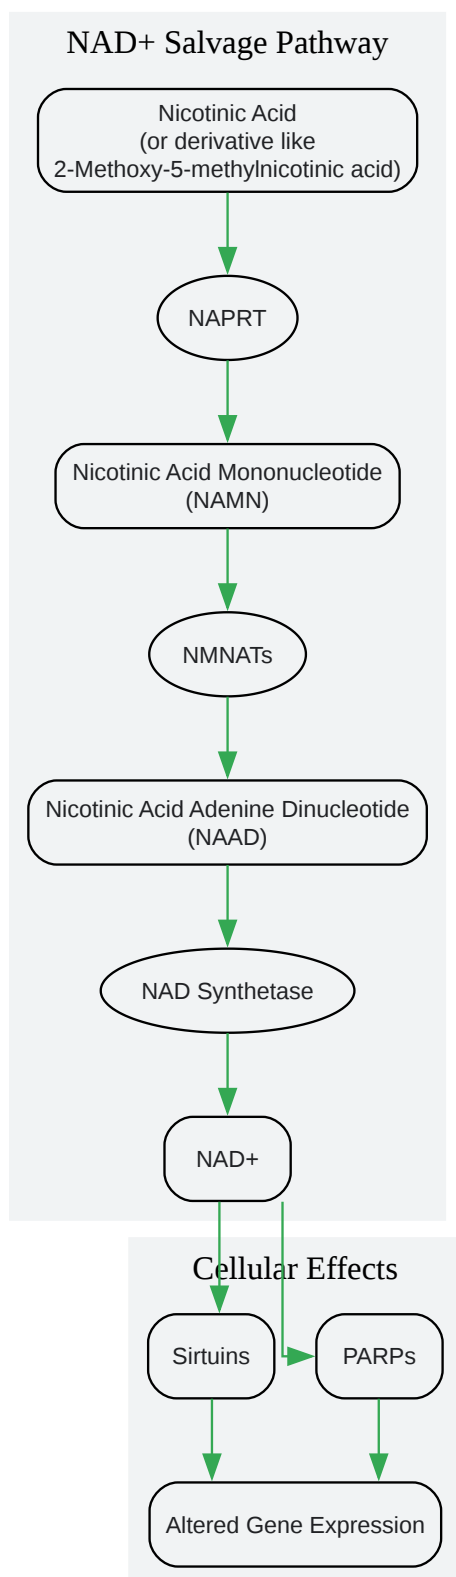 NAD+ Salvage Pathway
Nicotinic Acid
(or derivative like
2-Methoxy-5-methylnicotinic acid)
NAPRT
Nicotinic Acid Mononucleotide
(NAMN)
NMNATs
Nicotinic Acid Adenine Dinucleotide
(NAAD)
NAD Synthetase
NAD+
Cellular Effects
Sirtuins
PARPs
Altered Gene Expression